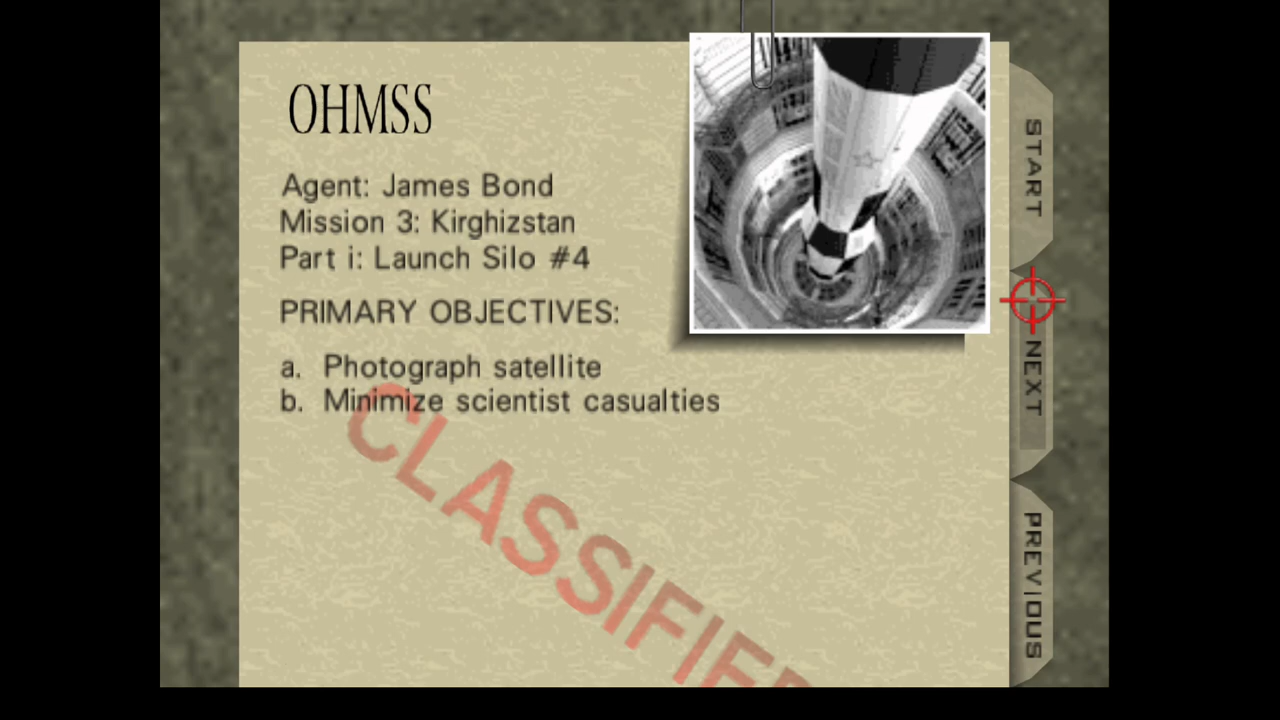 OHMSS
Agent: James Bond
Mission 3: Kirghizstan
Part i: Launch Silo #4
PRIMARY OBJECTIVES:
a. Photograph satellite
b. Minimize scientist casualties
CLASSIFIED
START
NEXT
PREVIOUS